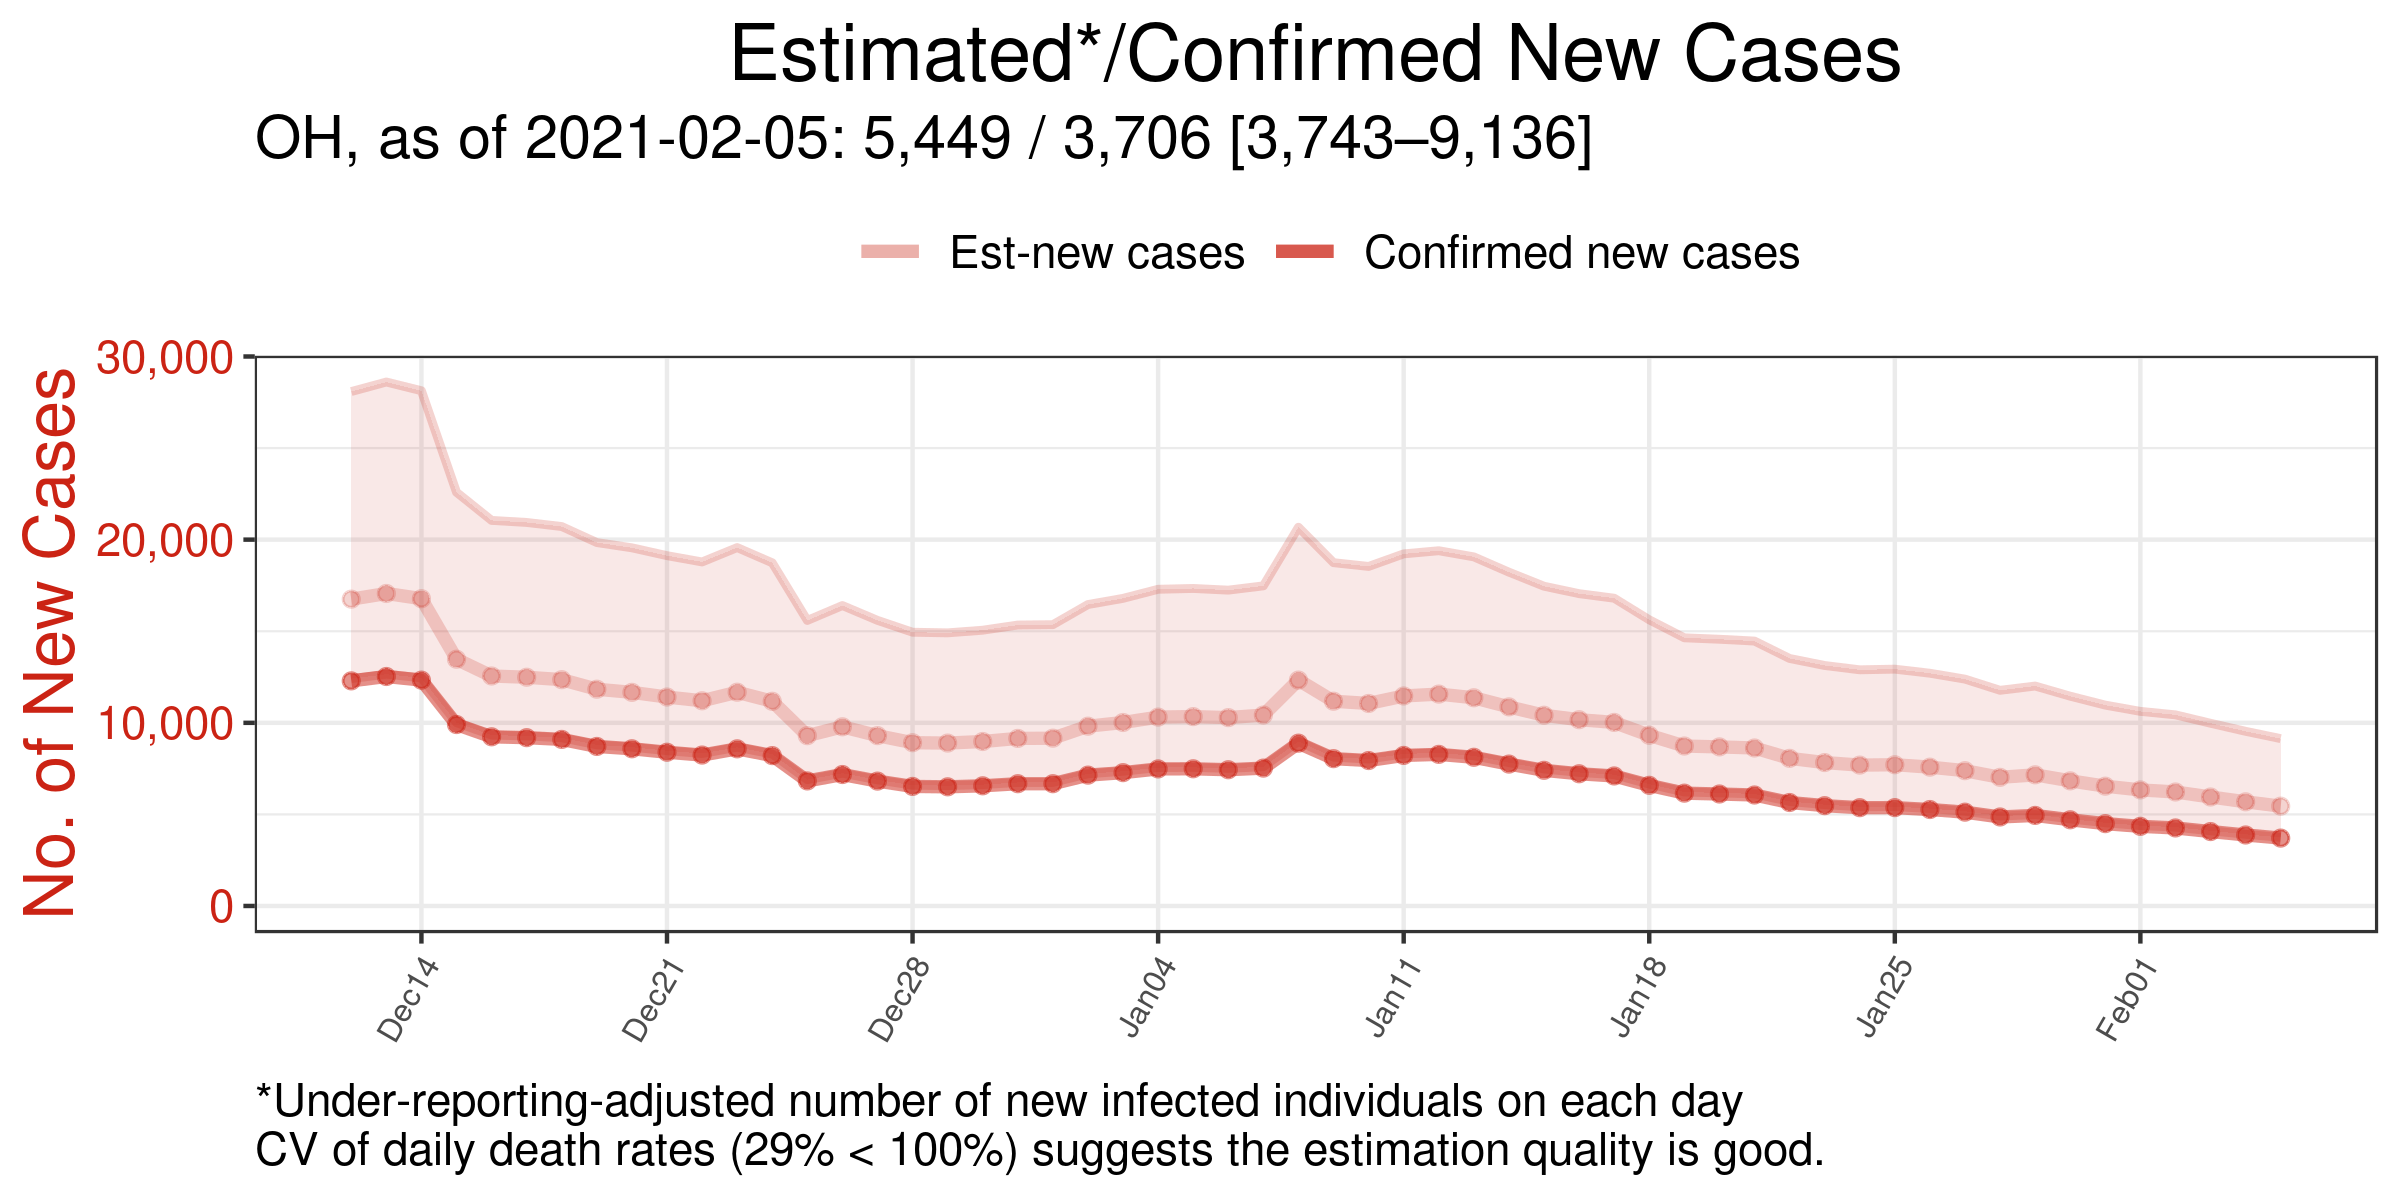 Estimated*/Confirmed New Cases
OH, as of 2021-02-05: 5,449 / 3,706 [3,743–9,136]
Est-new cases
Confirmed new cases
No. of New Cases
30,000
20,000
10,000
0
Dec14
Dec21
Dec28
Jan04
Jan11
Jan18
Jan25
Feb01
*Under-reporting-adjusted number of new infected individuals on each day
CV of daily death rates (29% < 100%) suggests the estimation quality is good.